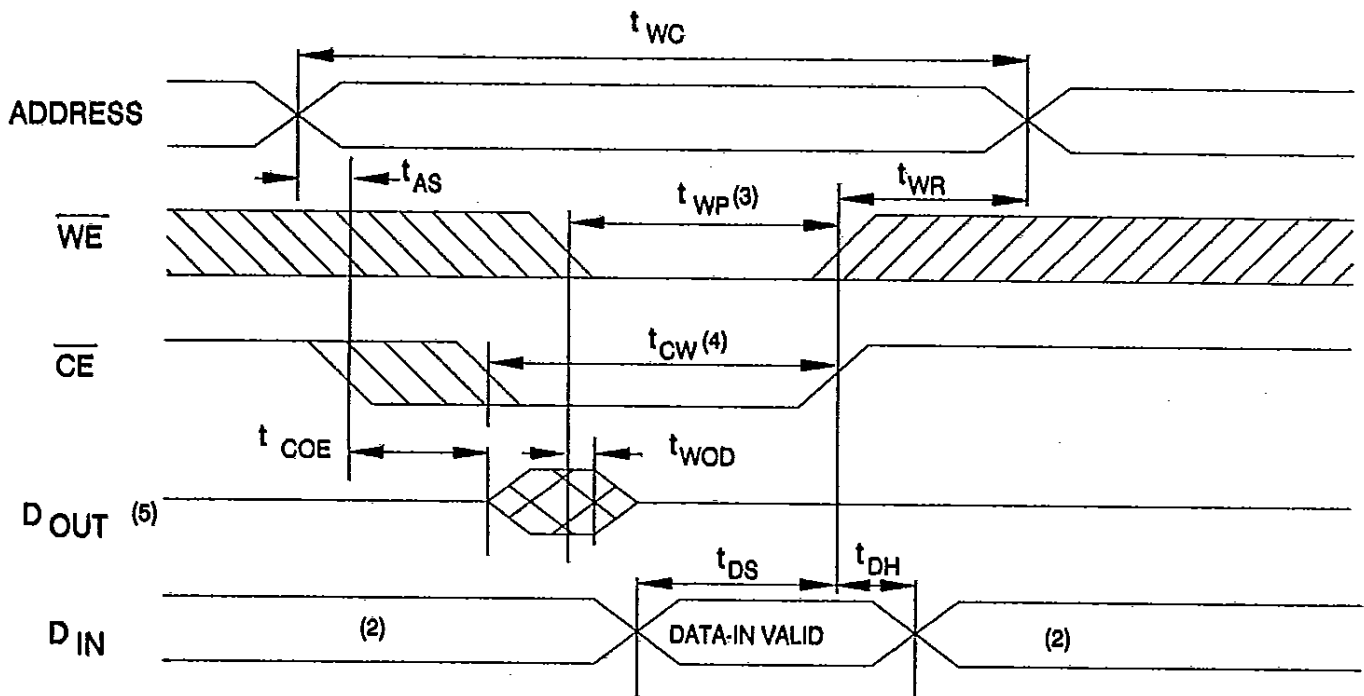 t WC
ADDRESS
t AS
t WP (3)
t WR
WE
t CW (4)
CE
t COE
t WOD
D OUT (5)
t DS
t DH
D IN
(2)
DATA-IN VALID
(2)